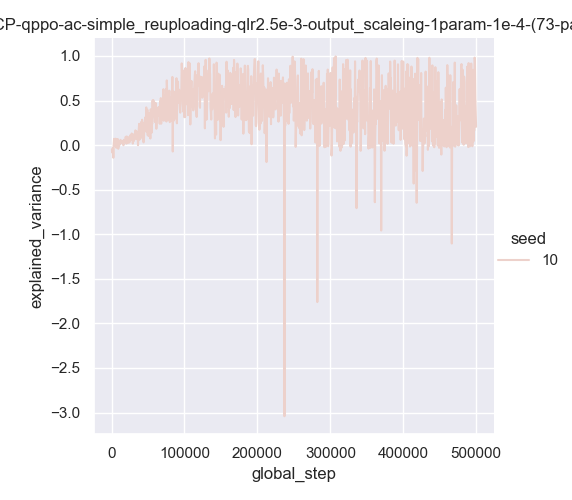 CP-qppo-ac-simple_reuploading-qlr2.5e-3-output_scaleing-1param-1e-4-(73-pa
1.0
0.5
0.0
−0.5
−1.0
−1.5
−2.0
−2.5
−3.0
explained_variance
seed
10
0 100000 200000 300000 400000 500000
global_step